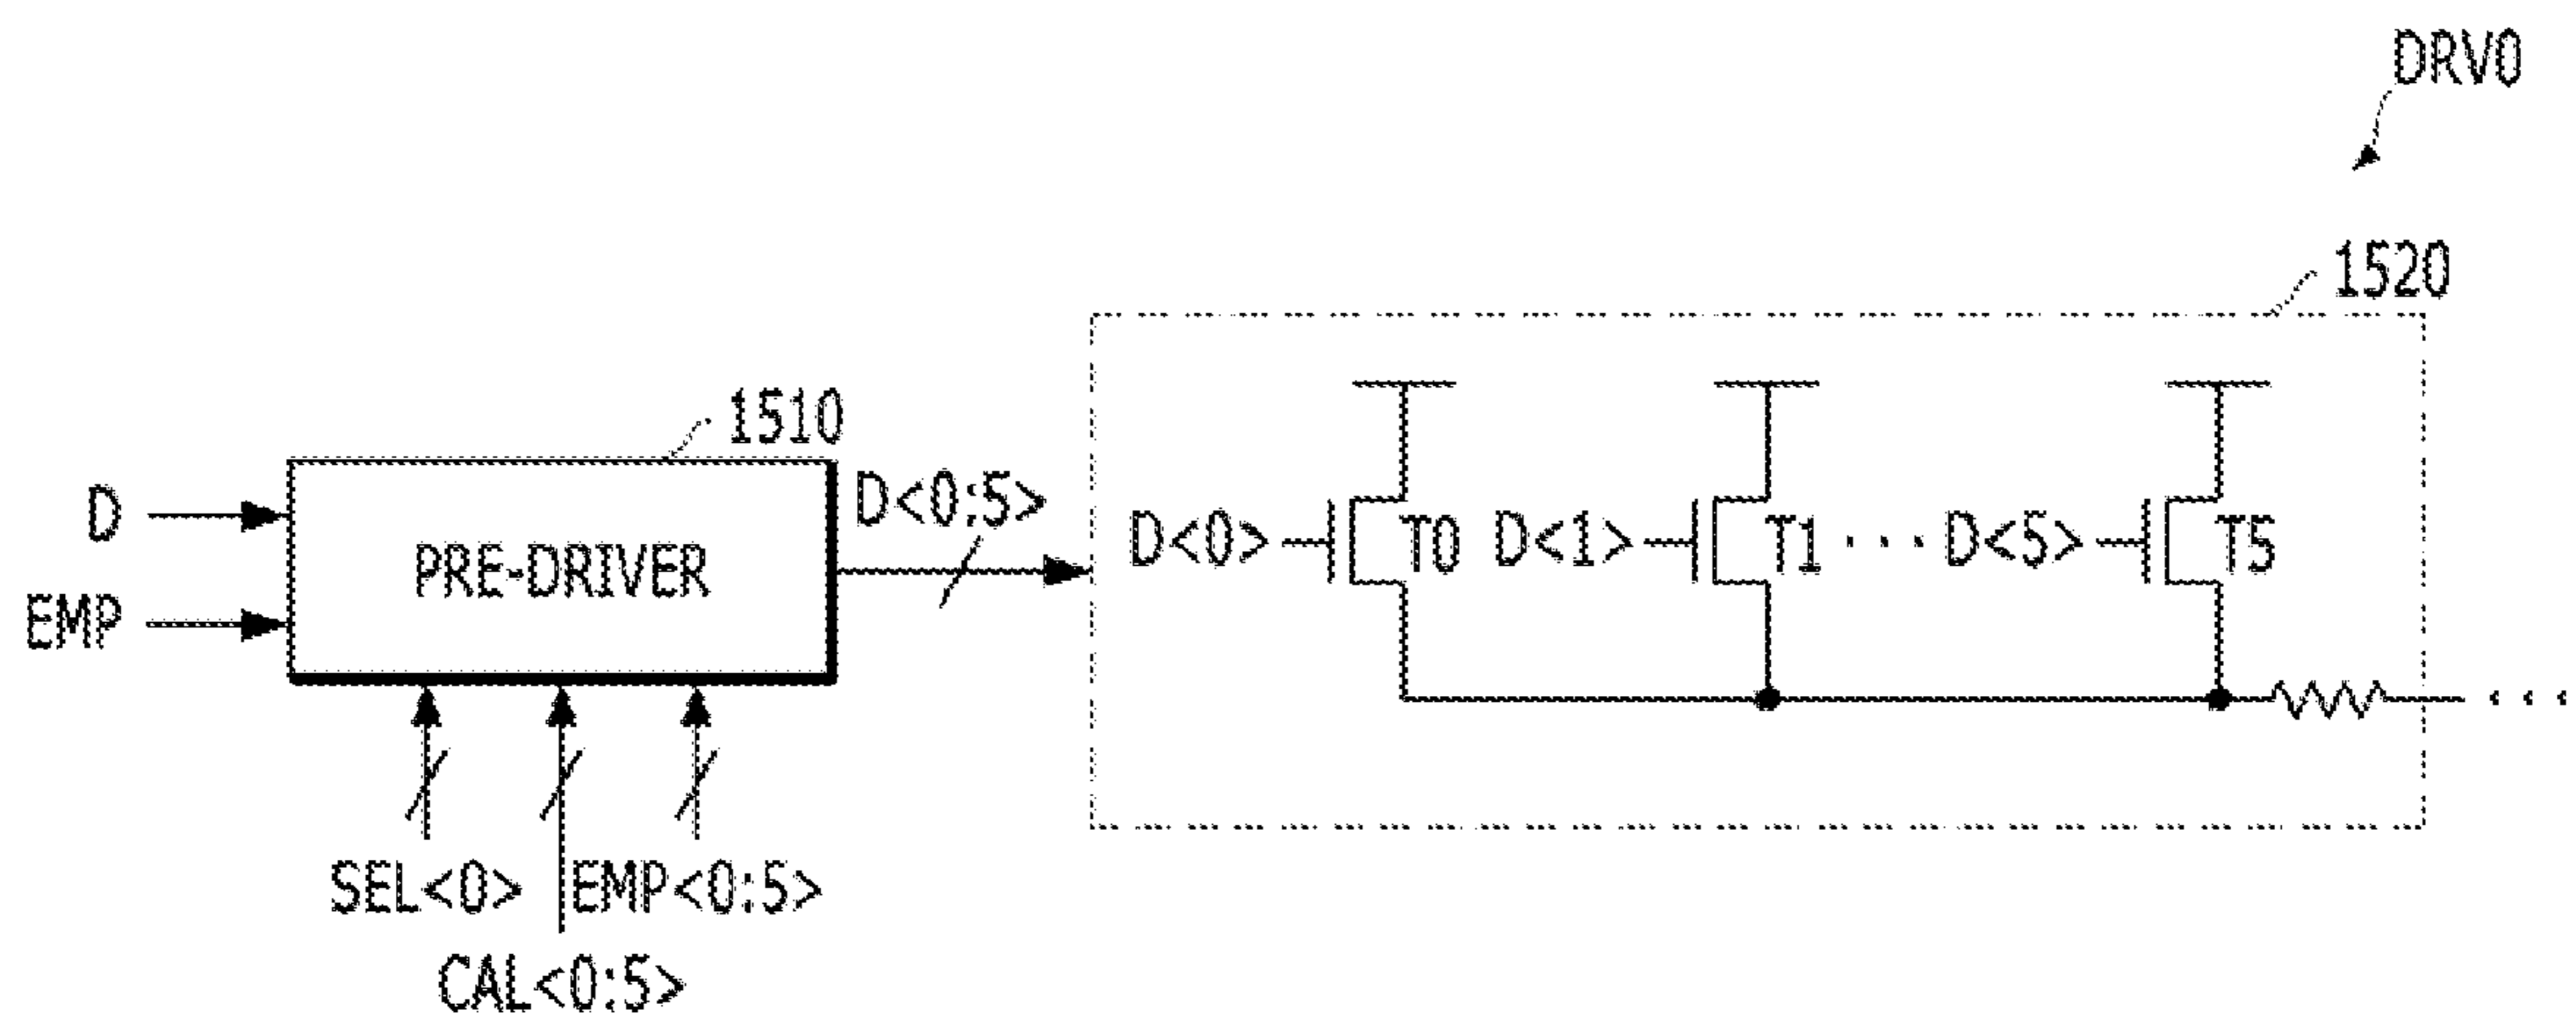 DRV0
1520
1510
D
EMP
PRE-DRIVER
D<0:5>
D<0> T0 D<1> T1 ··· D<5> T5
···
SEL<0> EMP<0:5>
CAL<0:5>